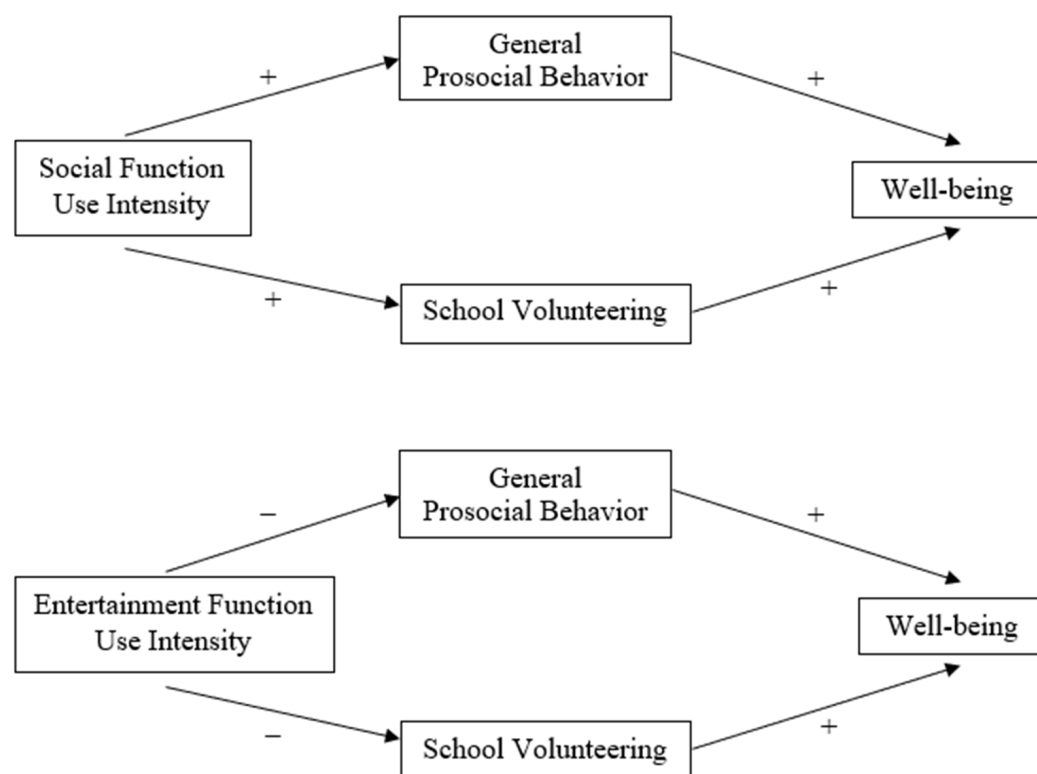 General
Prosocial Behavior
+
+
Social Function
Use Intensity
Well-being
+
School Volunteering
+
General
Prosocial Behavior
–
+
Entertainment Function
Use Intensity
Well-being
–
School Volunteering
+